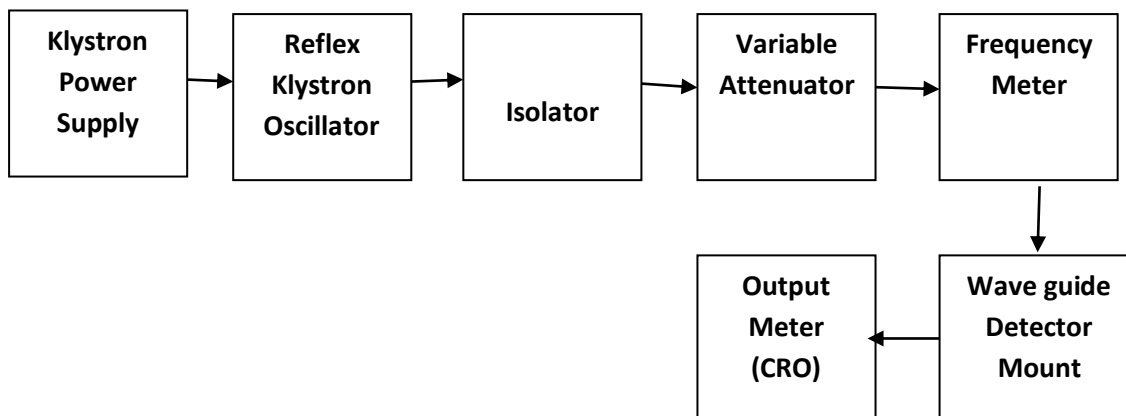 Klystron
Power
Supply
Reflex
Klystron
Oscillator
Isolator
Variable
Attenuator
Frequency
Meter
Output
Meter
(CRO)
Wave guide
Detector
Mount